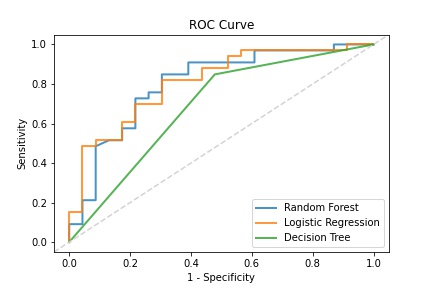 ROC Curve
1.0
0.8
0.6
0.4
0.2
0.0
Sensitivity
Random Forest
Logistic Regression
Decision Tree
0.0 0.2 0.4 0.6 0.8 1.0
1 - Specificity